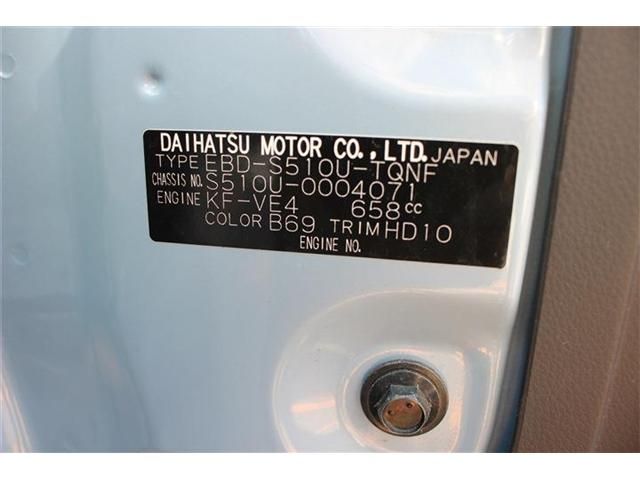 DAIHATSU MOTOR CO., LTD. JAPAN
TYPE EBD-S510U-TQNF
CHASSIS NO. S510U-0004071
ENGINE KF-VE4 658cc
COLOR B69 TRIM HD10
ENGINE NO.